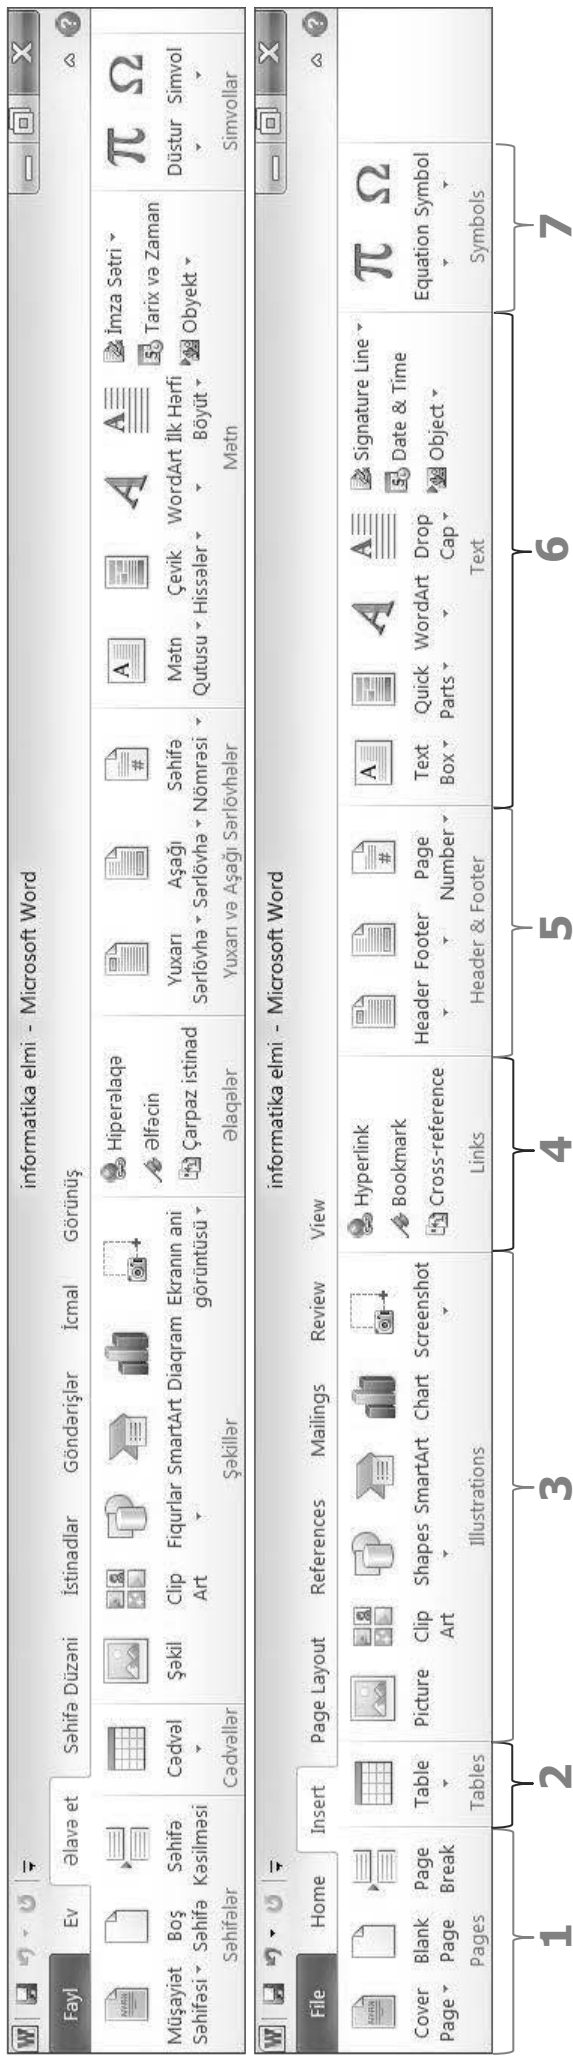 informatika elmi - Microsoft Word
Fayl Ev Əlavə et Səhifə Düzəni İstinadlar Göndərişlər İcmal Görünüş
Müşayiət Səhifəsi
Boş Səhifə
Səhifə Kəsilməsi
Səhifələr
Cədvəl
Cədvəllər
Şəkil
Clip Art
Fiqurlar
SmartArt
Diaqram
Ekranın ani görüntüsü
Şəkillər
Hiperəlaqə
Əlfəcin
Çarpaz istinad
Əlaqələr
Yuxarı Sərlövhə
Aşağı Sərlövhə
Səhifə Nömrəsi
Yuxarı və Aşağı Sərlövhələr
Mətn Qutusu
Çevik Hissələr
WordArt
İlk Hərfi Böyüt
İmza Sətri
Tarix və Zaman
Obyekt
Mətn
Düstur
Simvol
Simvollar
informatika elmi - Microsoft Word
File Home Insert Page Layout References Mailings Review View
Cover Page
Blank Page
Page Break
Pages
Table
Tables
Picture
Clip Art
Shapes
SmartArt
Chart
Screenshot
Illustrations
Hyperlink
Bookmark
Cross-reference
Links
Header
Footer
Page Number
Header & Footer
Text Box
Quick Parts
WordArt
Drop Cap
Signature Line
Date & Time
Object
Text
Equation
Symbol
Symbols
1 2 3 4 5 6 7